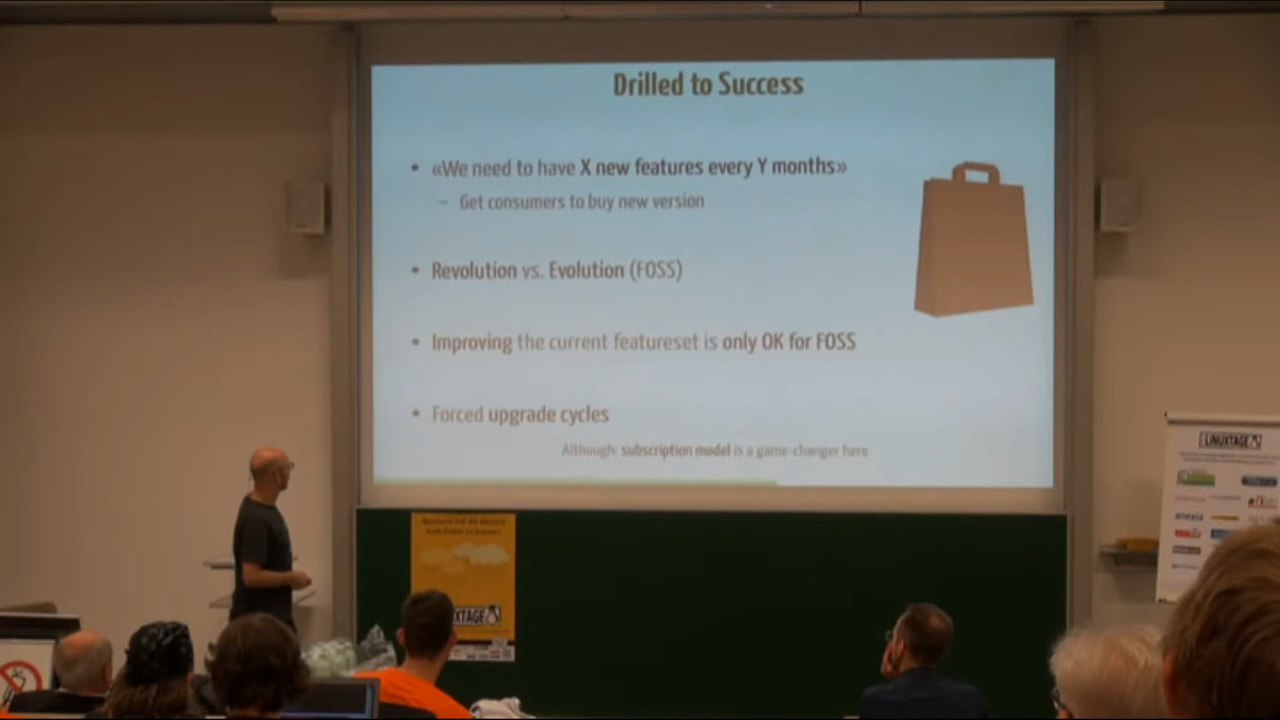 Drilled to Success
• «We need to have X new features every Y months»
– Get consumers to buy new version
• Revolution vs. Evolution (FOSS)
• Improving the current featureset is only OK for FOSS
• Forced upgrade cycles
Although: subscription model is a game-changer here
LINUXTAGE
anexia
XTAGE